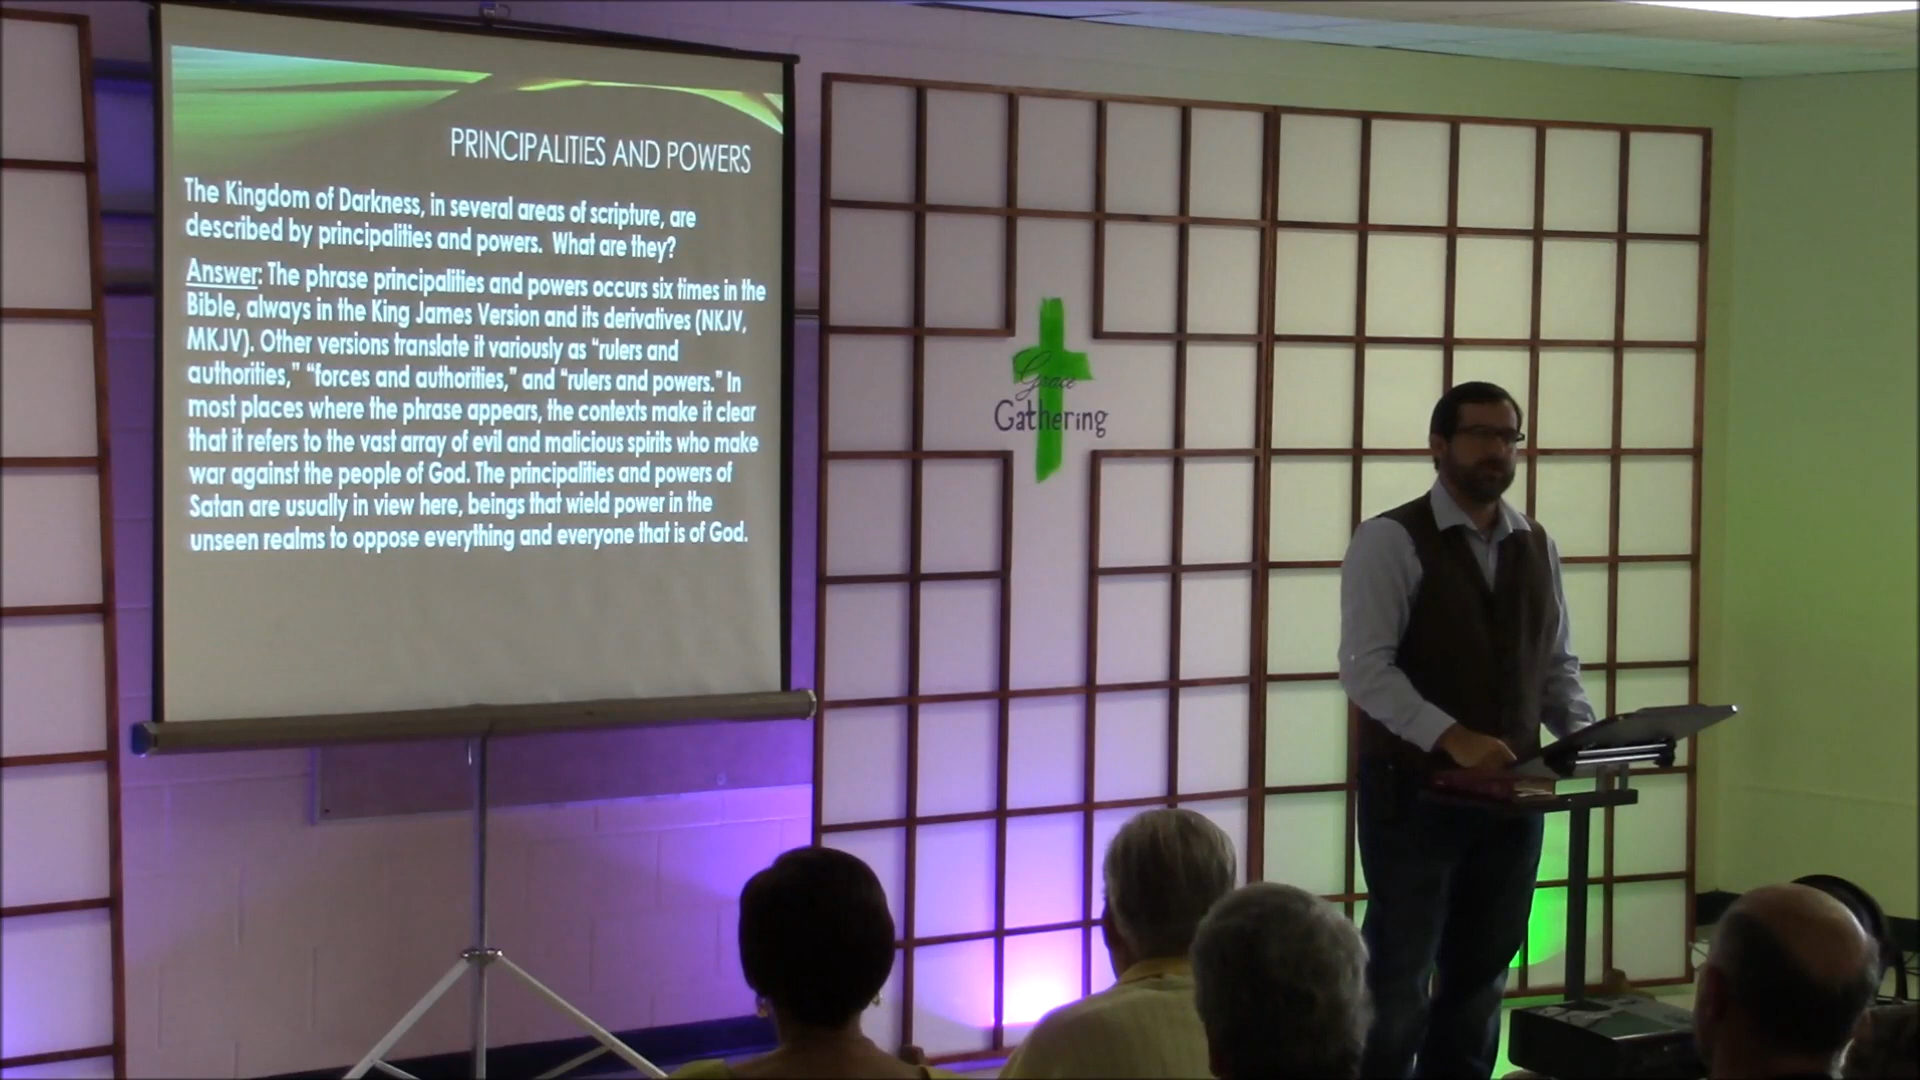 PRINCIPALITIES AND POWERS
The Kingdom of Darkness, in several areas of scripture, are
described by principalities and powers. What are they?
Answer: The phrase principalities and powers occurs six times in the
Bible, always in the King James Version and its derivatives (NKJV,
MKJV). Other versions translate it variously as “rulers and
authorities,” “forces and authorities,” and “rulers and powers.” In
most places where the phrase appears, the contexts make it clear
that it refers to the vast array of evil and malicious spirits who make
war against the people of God. The principalities and powers of
Satan are usually in view here, beings that wield power in the
unseen realms to oppose everything and everyone that is of God.
Grace
Gathering